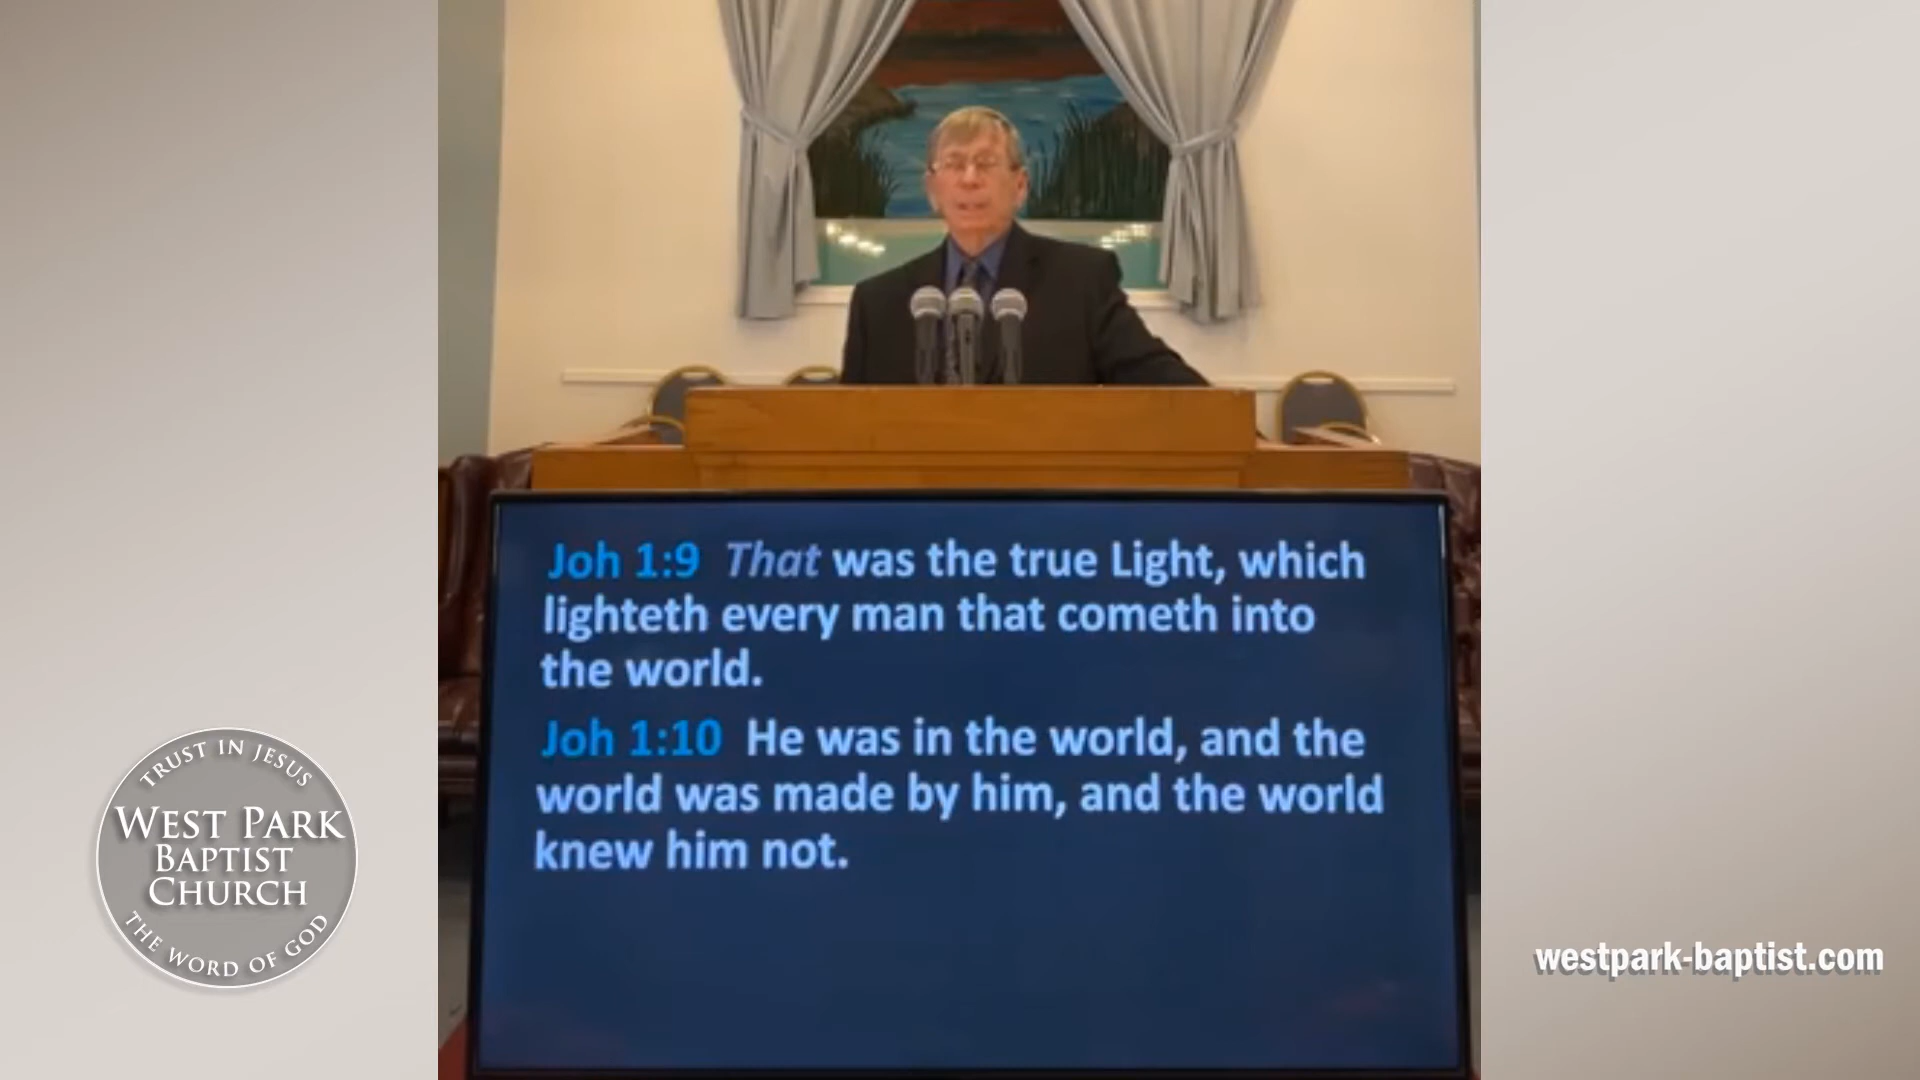 Joh 1:9 That was the true Light, which
lighteth every man that cometh into
the world.
Joh 1:10 He was in the world, and the
world was made by him, and the world
knew him not.
TRUST IN JESUS
WEST PARK
BAPTIST
CHURCH
THE WORD OF GOD
westpark-baptist.com